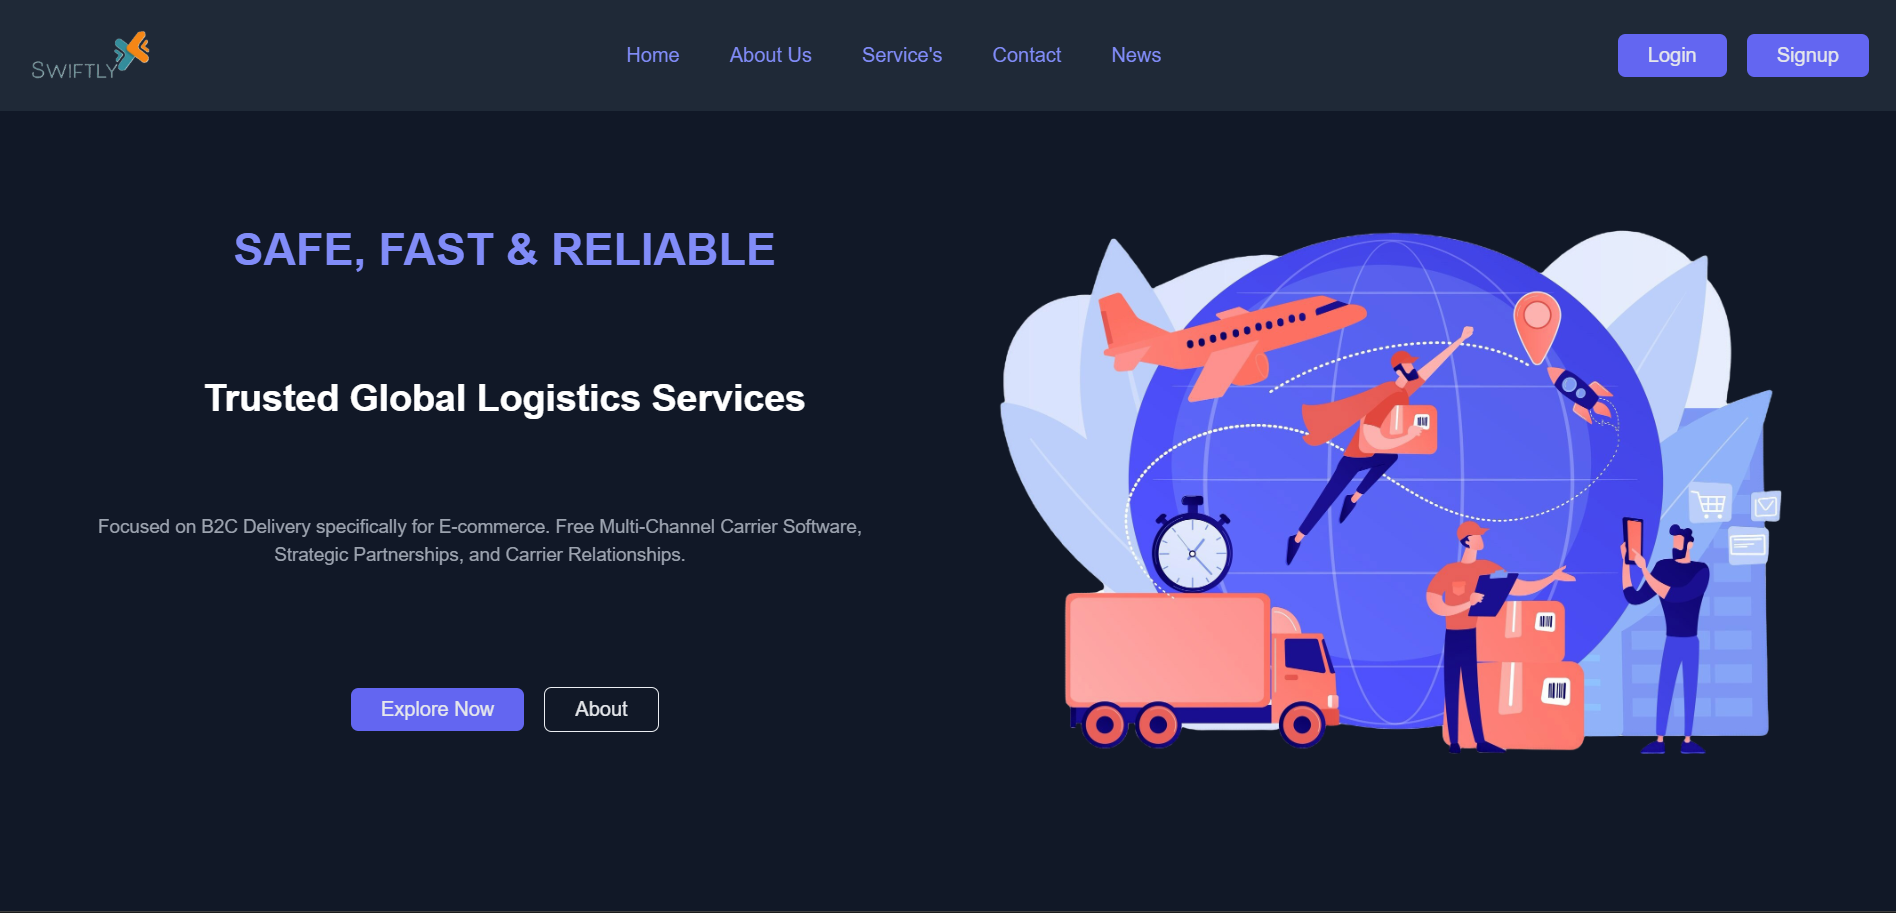 SWIFTLY
Home
About Us
Service's
Contact
News
Login
Signup
SAFE, FAST & RELIABLE
Trusted Global Logistics Services
Focused on B2C Delivery specifically for E-commerce. Free Multi-Channel Carrier Software,
Strategic Partnerships, and Carrier Relationships.
Explore Now
About